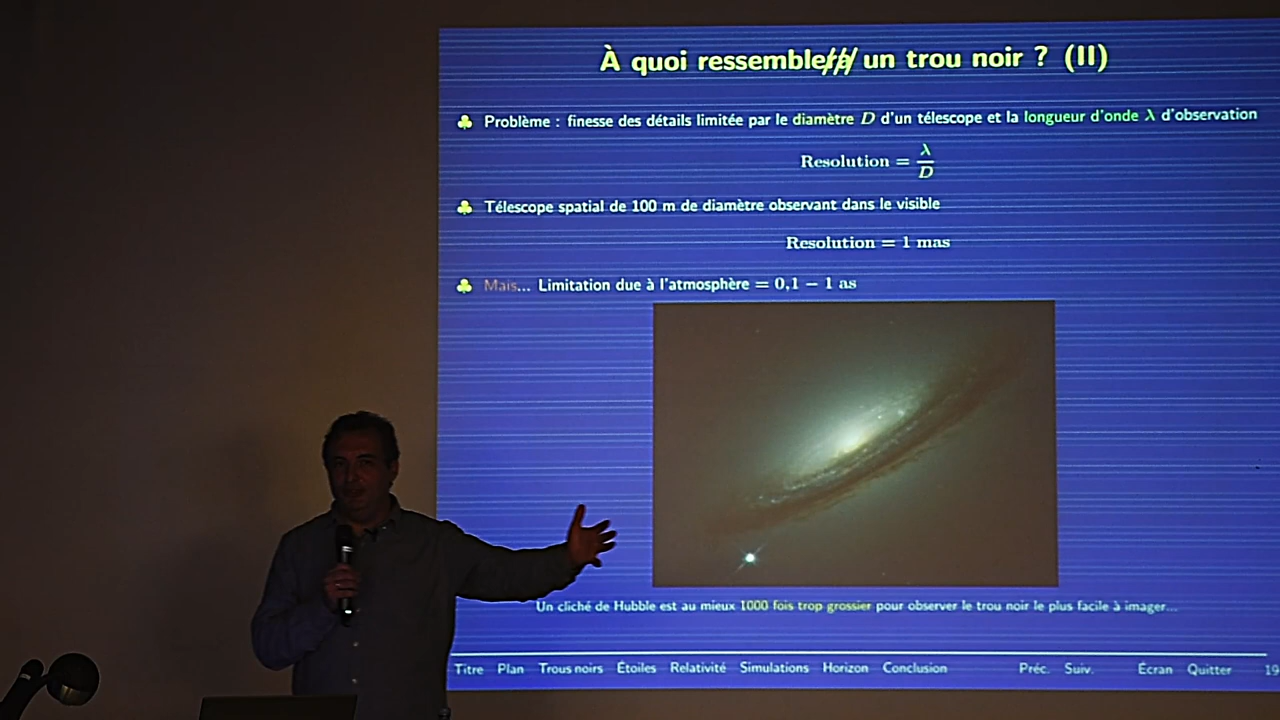 À quoi ressemble un trou noir ? (II)
♣ Problème : finesse des détails limitée par le diamètre D d'un télescope et la longueur d'onde λ d'observation
Resolution = λ/D
♣ Télescope spatial de 100 m de diamètre observant dans le visible
Resolution = 1 mas
♣ Mais... Limitation due à l'atmosphère = 0,1 − 1 as
Un cliché de Hubble est au mieux 1000 fois trop grossier pour observer le trou noir le plus facile à imager...
Titre Plan Trous noirs Étoiles Relativité Simulations Horizon Conclusion Préc. Suiv. Écran Quitter 19